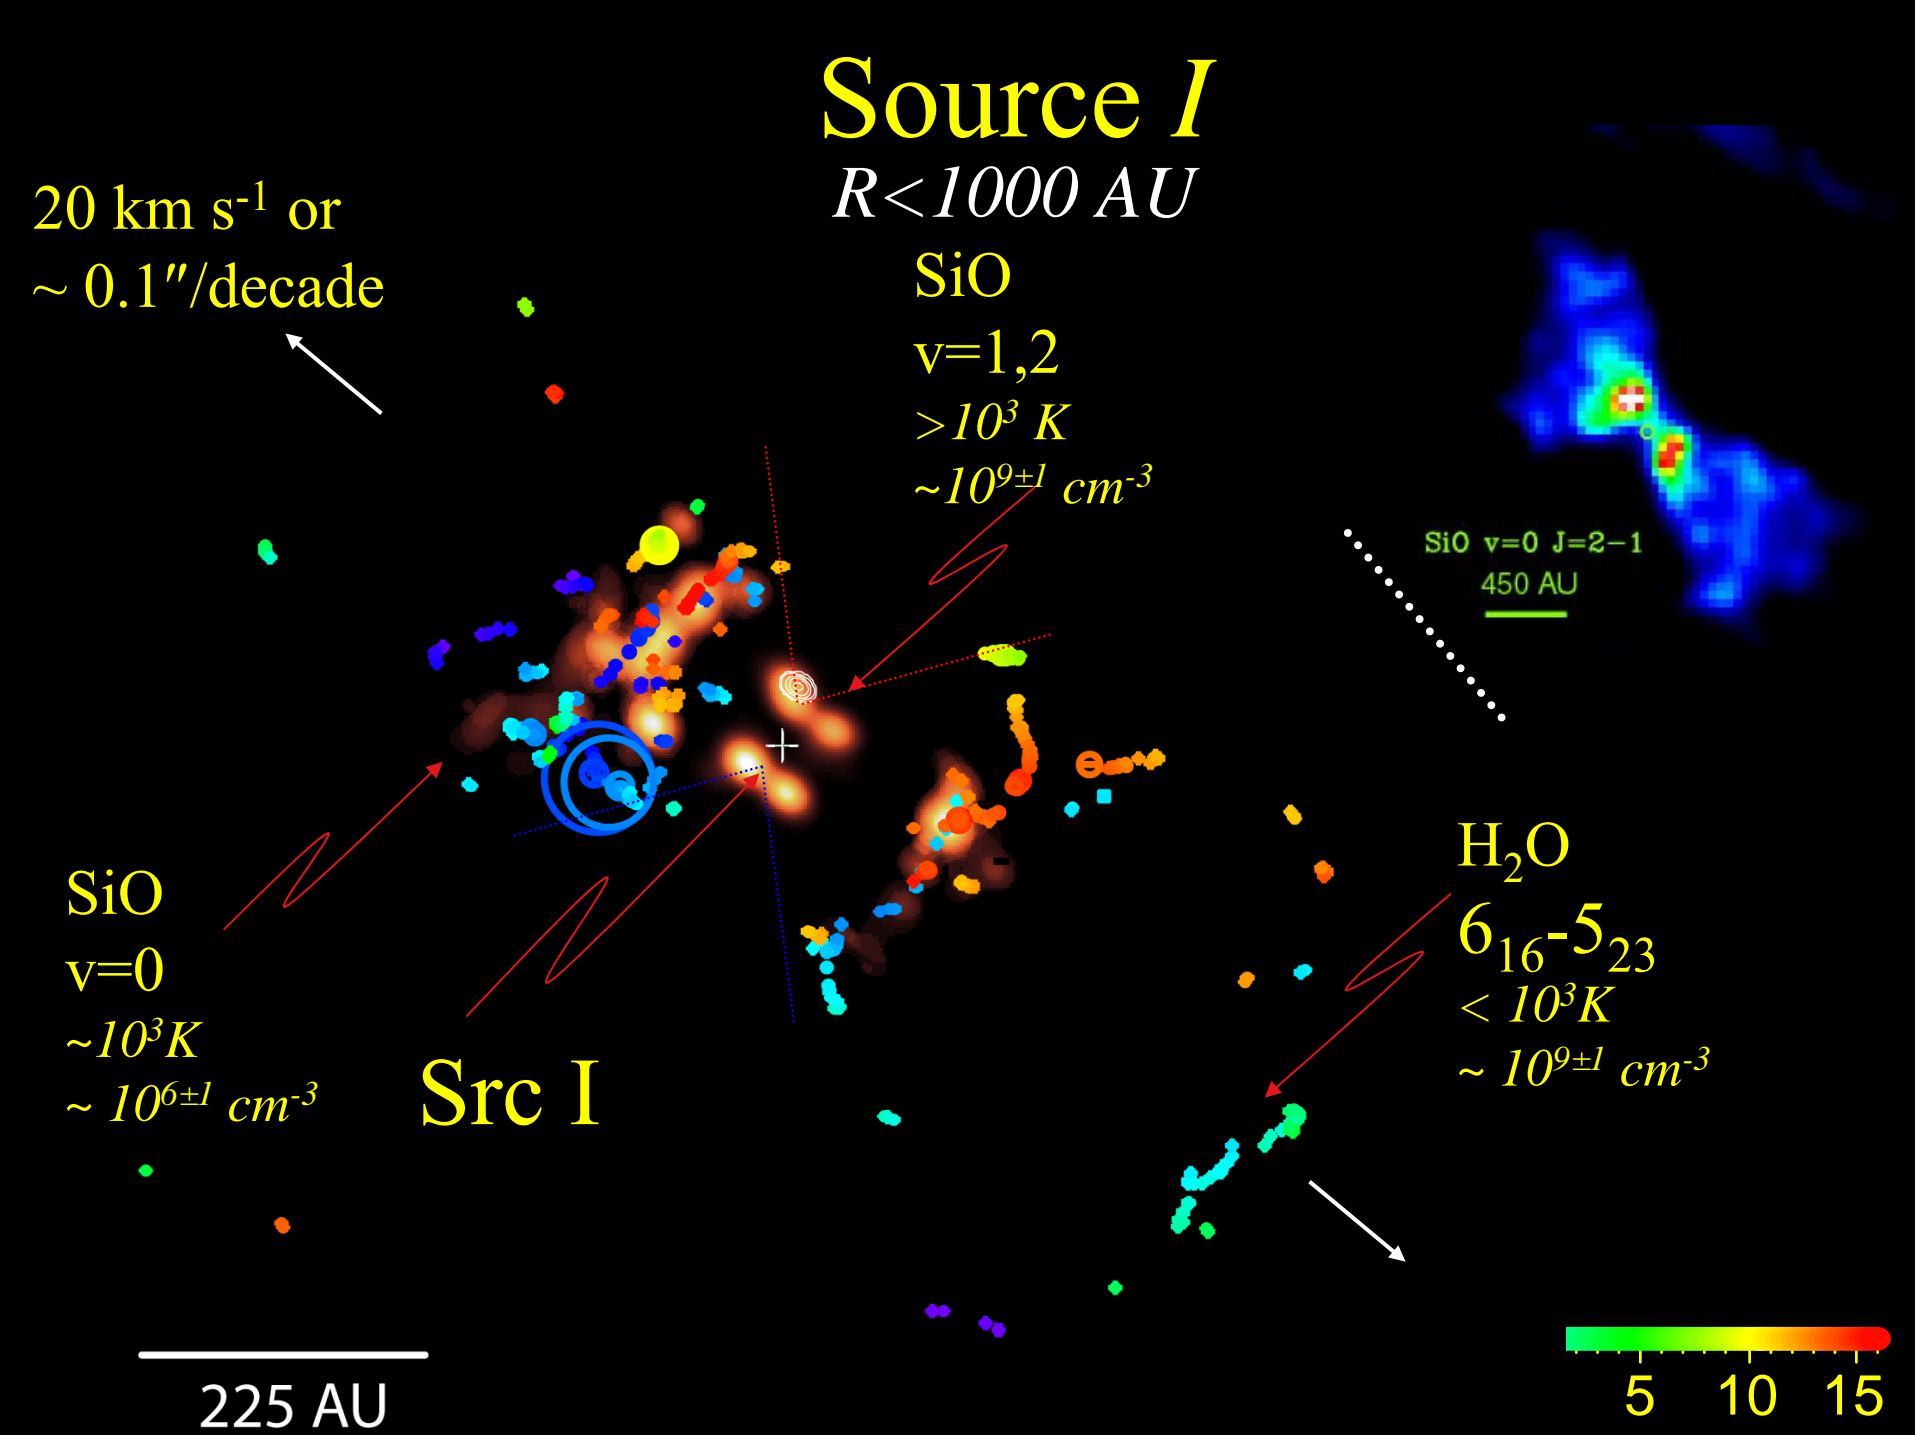 Source I
R<1000 AU
20 km s-1 or
~ 0.1″/decade
SiO
v=1,2
>10³ K
~10⁹±¹ cm-3
SiO v=0 J=2−1
450 AU
SiO
v=0
~10³K
~ 10⁶±¹ cm-3
Src I
H₂O
6₁₆-5₂₃
< 10³K
~ 10⁹±¹ cm-3
225 AU
5 10 15